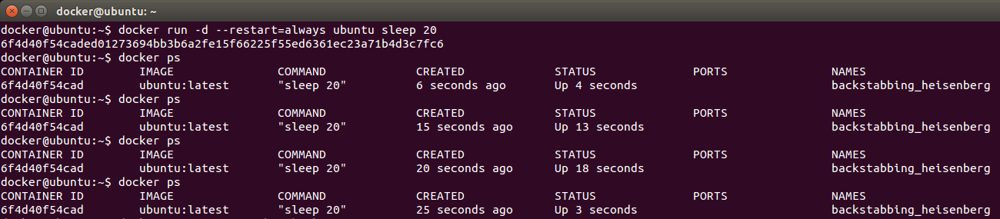 docker@ubuntu: ~
docker@ubuntu:~$ docker run -d --restart=always ubuntu sleep 20
6f4d40f54caded01273694bb3b6a2fe15f66225f55ed6361ec23a71b4d3c7fc6
docker@ubuntu:~$ docker ps
CONTAINER ID IMAGE COMMAND CREATED STATUS PORTS NAMES
6f4d40f54cad ubuntu:latest "sleep 20" 6 seconds ago Up 4 seconds backstabbing_heisenberg
docker@ubuntu:~$ docker ps
CONTAINER ID IMAGE COMMAND CREATED STATUS PORTS NAMES
6f4d40f54cad ubuntu:latest "sleep 20" 15 seconds ago Up 13 seconds backstabbing_heisenberg
docker@ubuntu:~$ docker ps
CONTAINER ID IMAGE COMMAND CREATED STATUS PORTS NAMES
6f4d40f54cad ubuntu:latest "sleep 20" 20 seconds ago Up 18 seconds backstabbing_heisenberg
docker@ubuntu:~$ docker ps
CONTAINER ID IMAGE COMMAND CREATED STATUS PORTS NAMES
6f4d40f54cad ubuntu:latest "sleep 20" 25 seconds ago Up 3 seconds backstabbing_heisenberg